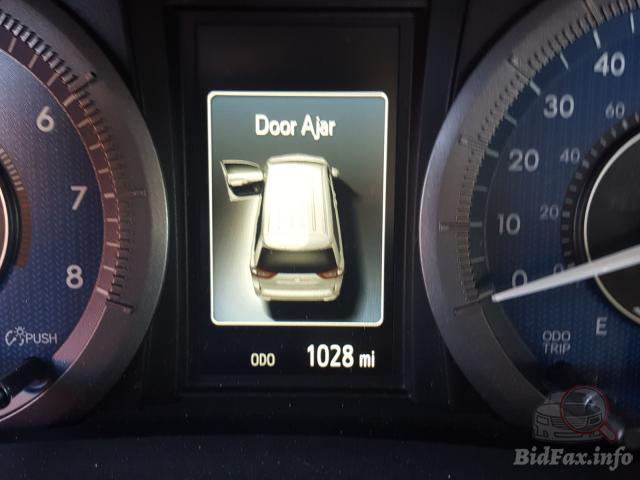 Door Ajar
ODO 1028 mi
6
7
8
PUSH
40
30
20
10
0
60
40
20
0
ODO
TRIP
E
BidFax.info